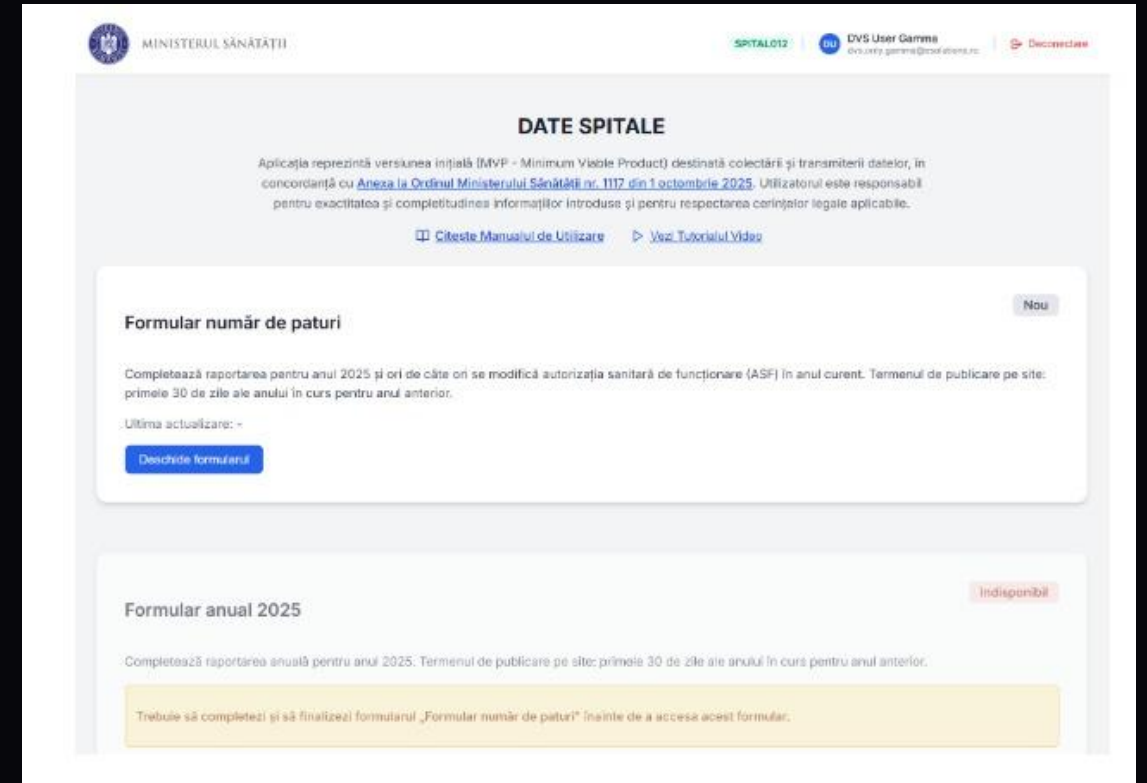 MINISTERUL SĂNĂTĂȚII
SPITAL012
DU
DVS User Gamma
Deconectare
DATE SPITALE
Aplicația reprezintă versiunea inițială (MVP - Minimum Viable Product) destinată colectării și transmiterii datelor, în
concordanță cu Anexa la Ordinul Ministerului Sănătății nr. 1117 din 1 octombrie 2025. Utilizatorul este responsabil
pentru exactitatea și completitudinea informațiilor introduse și pentru respectarea cerințelor legale aplicabile.
Citește Manualul de Utilizare
Vezi Tutorialul Video
Nou
Formular număr de paturi
Completează raportarea pentru anul 2025 și ori de câte ori se modifică autorizația sanitară de funcționare (ASF) în anul curent. Termenul de publicare pe site:
primele 30 de zile ale anului în curs pentru anul anterior.
Ultima actualizare: -
Deschide formularul
Indisponibil
Formular anual 2025
Completează raportarea anuală pentru anul 2025. Termenul de publicare pe site: primele 30 de zile ale anului în curs pentru anul anterior.
Trebuie să completezi și să finalizezi formularul „Formular număr de paturi" înainte de a accesa acest formular.